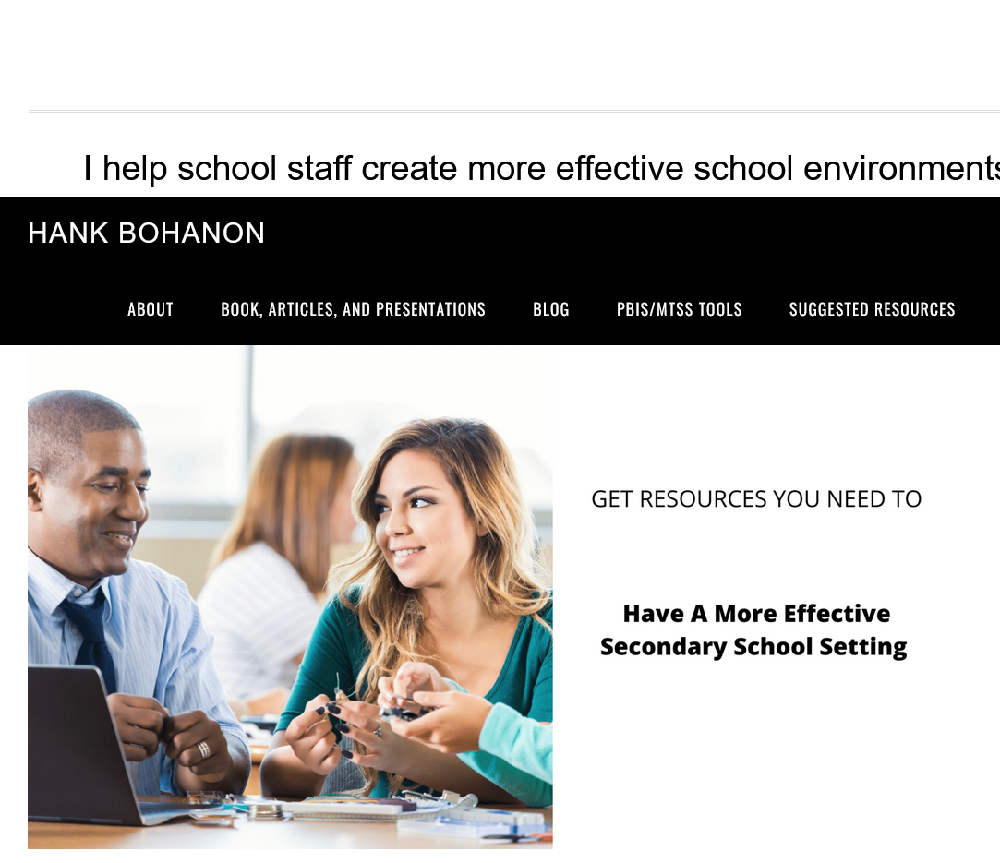 I help school staff create more effective school environments
HANK BOHANON
ABOUT BOOK, ARTICLES, AND PRESENTATIONS BLOG PBIS/MTSS TOOLS SUGGESTED RESOURCES
GET RESOURCES YOU NEED TO
Have A More Effective
Secondary School Setting